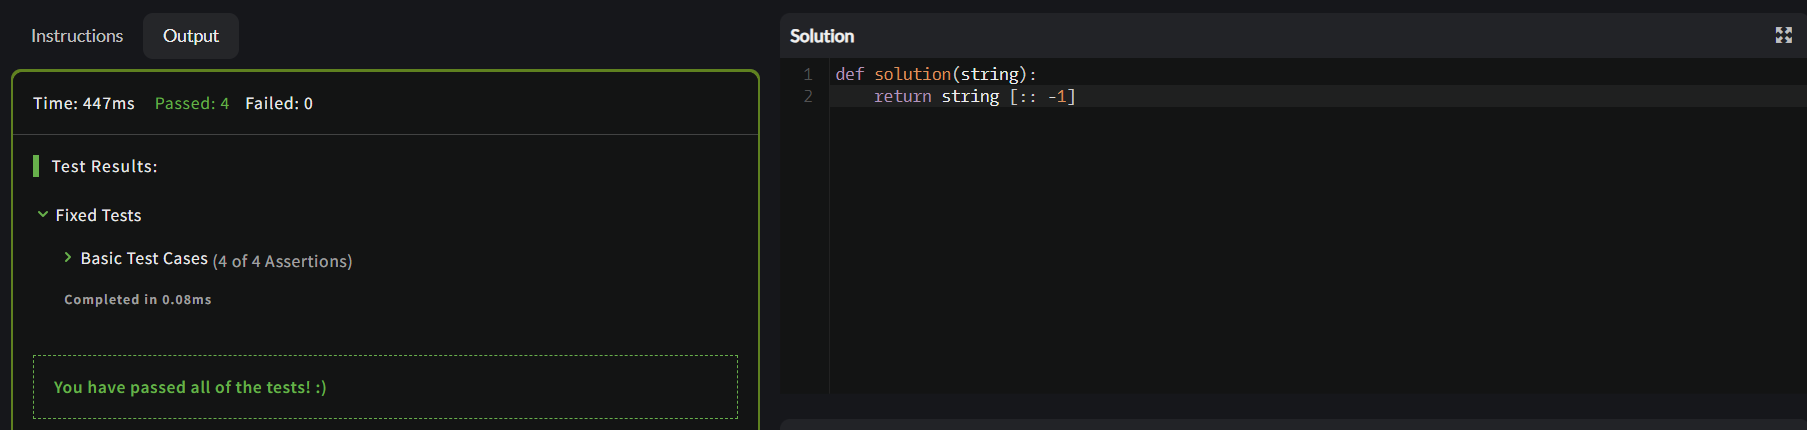 Instructions
Output
Time: 447ms Passed: 4 Failed: 0
Test Results:
Fixed Tests
Basic Test Cases (4 of 4 Assertions)
Completed in 0.08ms
You have passed all of the tests! :)
Solution
1 def solution(string):
2     return string [:: -1]